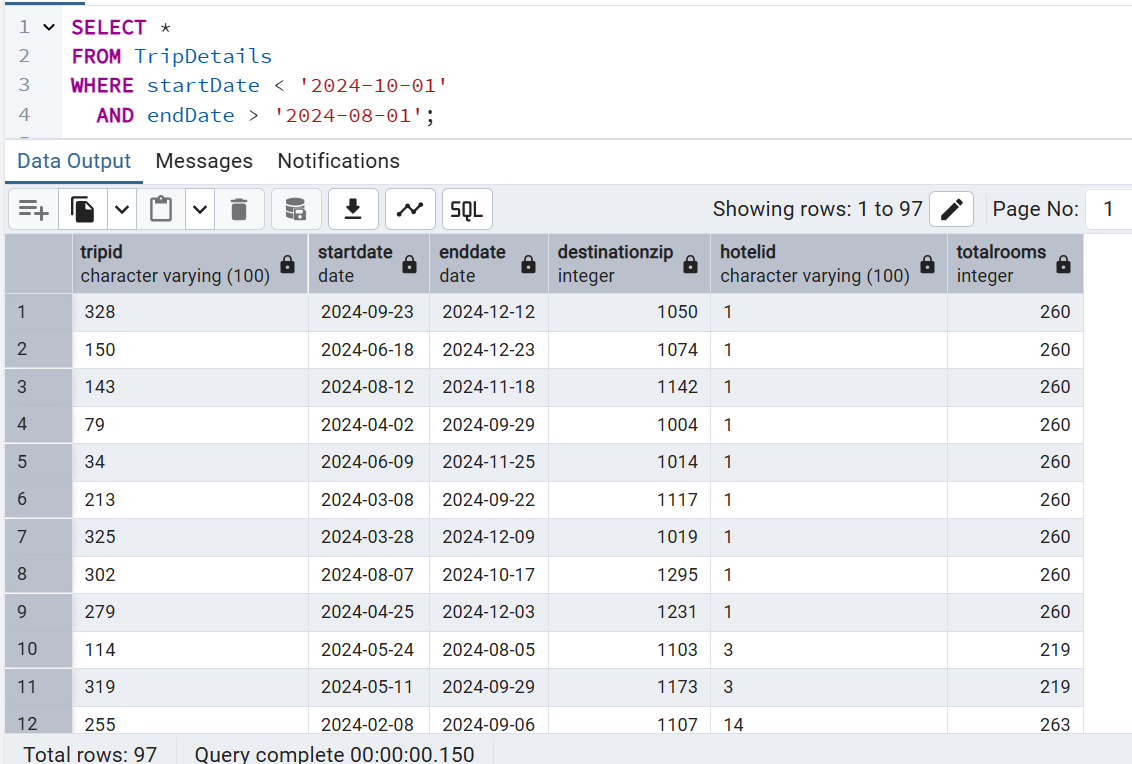 1 SELECT *
2 FROM TripDetails
3 WHERE startDate < '2024-10-01'
4 AND endDate > '2024-08-01';
Data Output Messages Notifications
SQL Showing rows: 1 to 97 Page No: 1
tripid startdate enddate destinationzip hotelid totalrooms
character varying (100) date date integer character varying (100) integer
1 328 2024-09-23 2024-12-12 1050 1 260
2 150 2024-06-18 2024-12-23 1074 1 260
3 143 2024-08-12 2024-11-18 1142 1 260
4 79 2024-04-02 2024-09-29 1004 1 260
5 34 2024-06-09 2024-11-25 1014 1 260
6 213 2024-03-08 2024-09-22 1117 1 260
7 325 2024-03-28 2024-12-09 1019 1 260
8 302 2024-08-07 2024-10-17 1295 1 260
9 279 2024-04-25 2024-12-03 1231 1 260
10 114 2024-05-24 2024-08-05 1103 3 219
11 319 2024-05-11 2024-09-29 1173 3 219
12 255 2024-02-08 2024-09-06 1107 14 263
Total rows: 97 Query complete 00:00:00.150